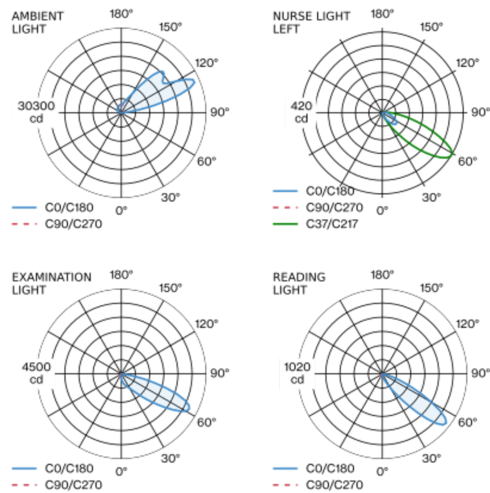 AMBIENT
LIGHT
180°
150°
120°
90°
60°
30°
0°
30300
cd
C0/C180
C90/C270
NURSE LIGHT
LEFT
180°
150°
120°
90°
60°
30°
0°
420
cd
C0/C180
C90/C270
C37/C217
EXAMINATION
LIGHT
180°
150°
120°
90°
60°
30°
0°
4500
cd
C0/C180
C90/C270
READING
LIGHT
180°
150°
120°
90°
60°
30°
0°
1020
cd
C0/C180
C90/C270